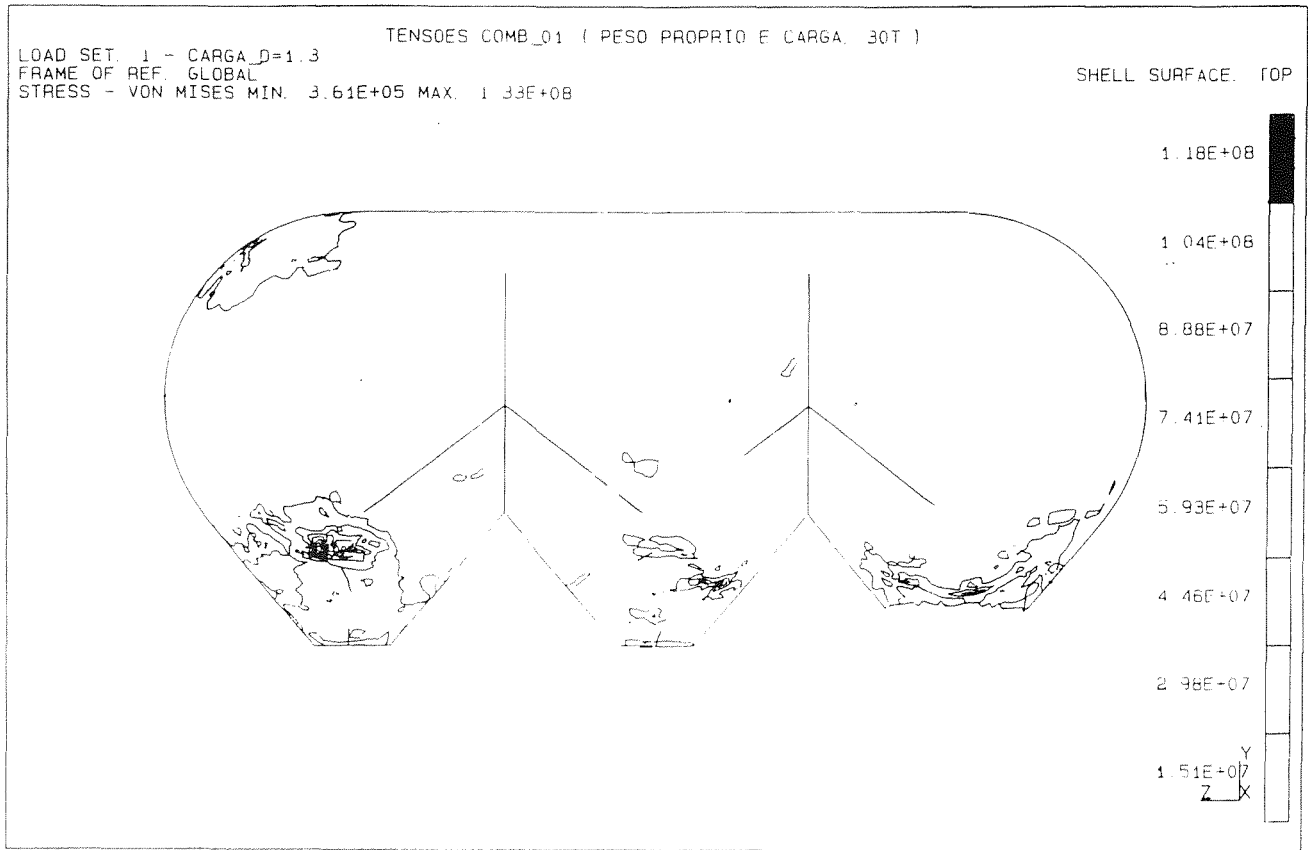 TENSOES COMB_01 ( PESO PROPRIO E CARGA. 30T )
LOAD SET. 1 - CARGA_D=1.3
FRAME OF REF. GLOBAL
STRESS - VON MISES MIN. 3.61E+05 MAX. 1.33E+08
SHELL SURFACE. TOP
1.18E+08
1.04E+08
8.88E+07
7.41E+07
5.93E+07
4.46E+07
2.98E+07
1.51E+07
Y
Z X